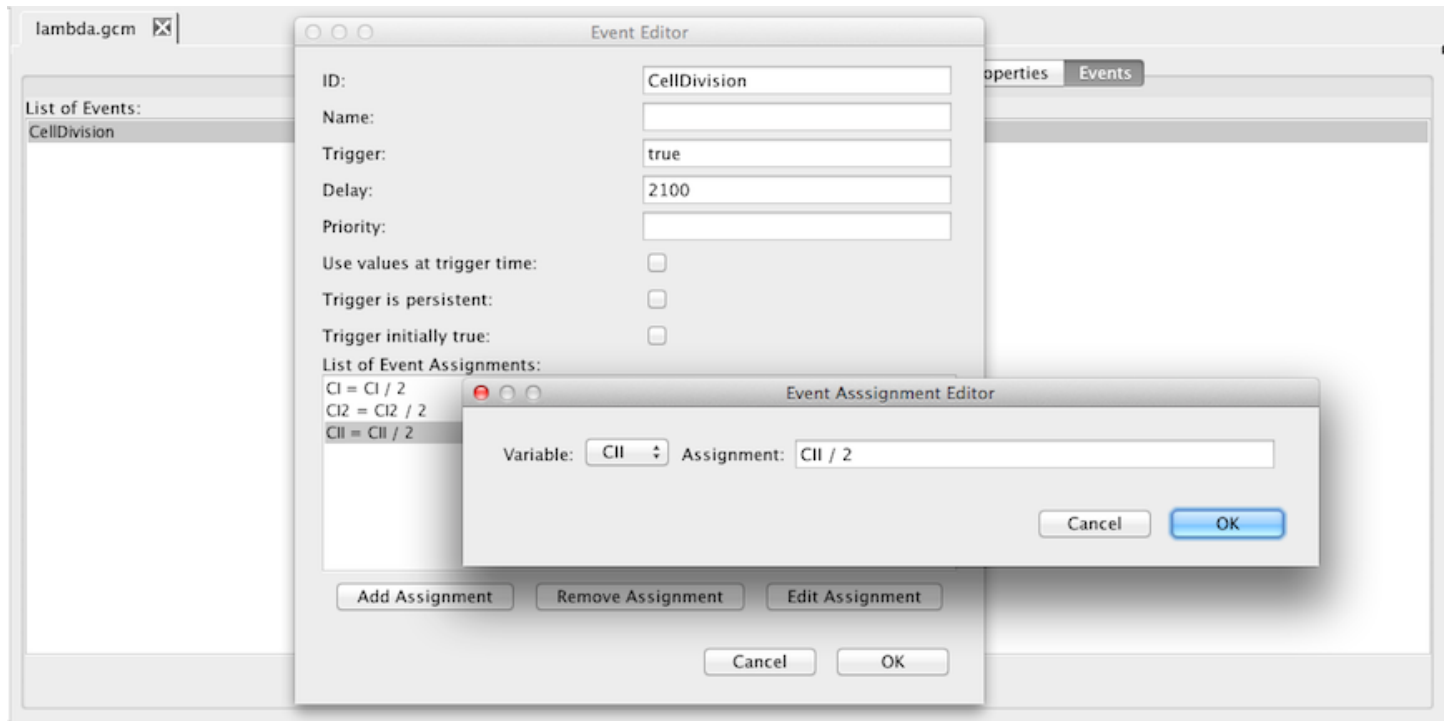 lambda.gcm
Event Editor
operties Events
List of Events:
CellDivision
ID: CellDivision
Name:
Trigger: true
Delay: 2100
Priority:
Use values at trigger time:
Trigger is persistent:
Trigger initially true:
List of Event Assignments:
CI = CI / 2
CI2 = CI2 / 2
CII = CII / 2
Event Asssignment Editor
Variable: CII Assignment: CII / 2
Cancel OK
Add Assignment Remove Assignment Edit Assignment
Cancel OK